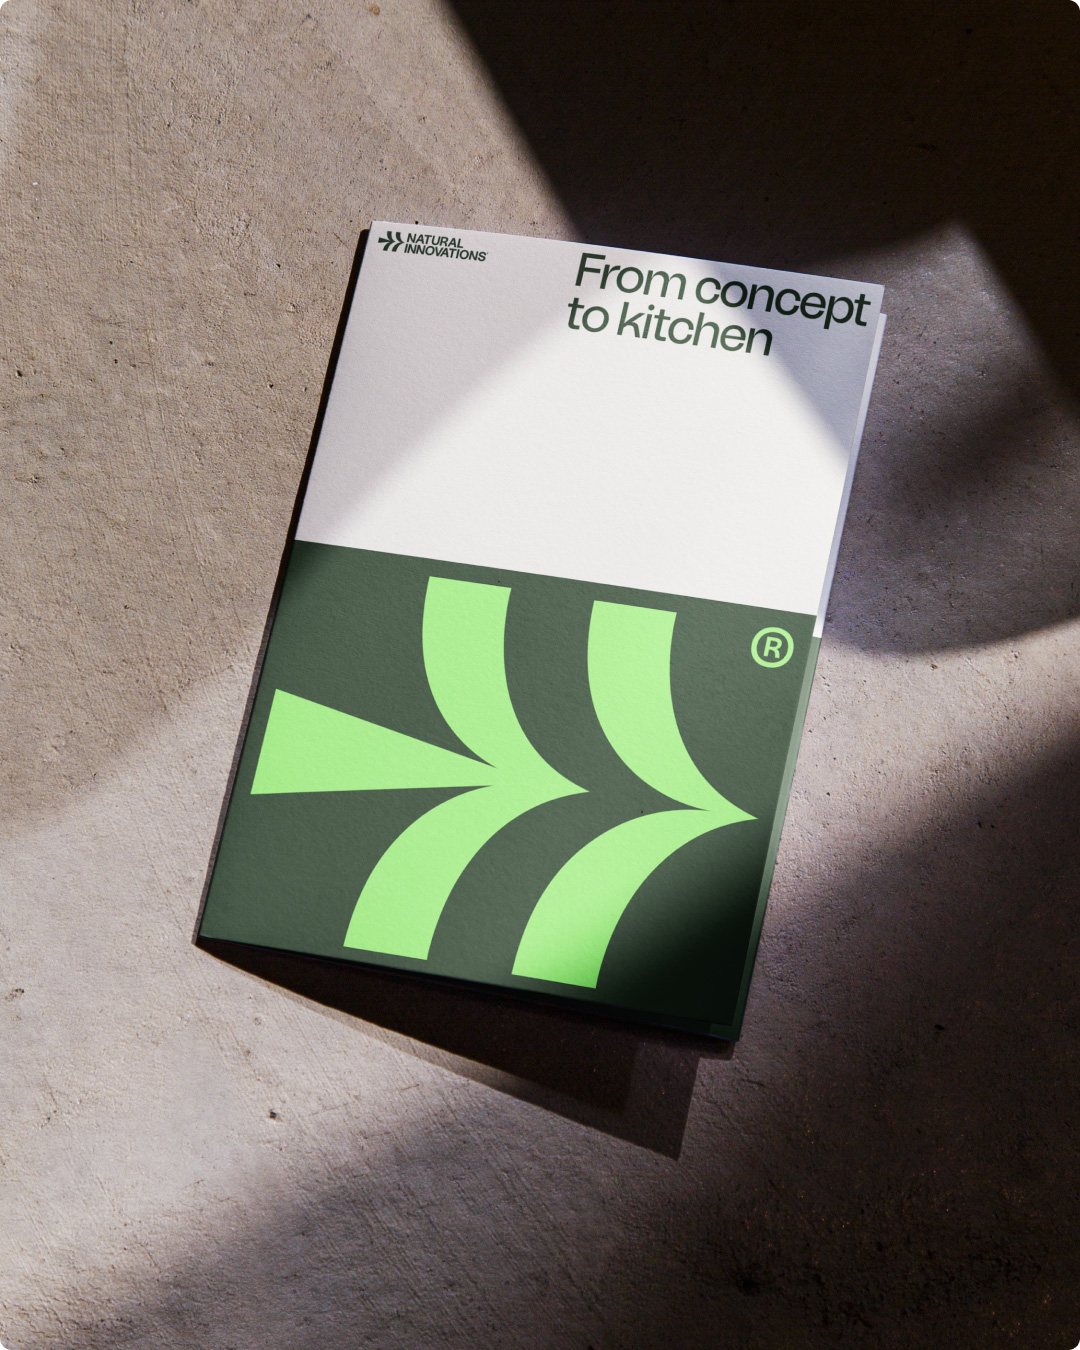 NATURAL
INNOVATIONS
From concept
to kitchen
®